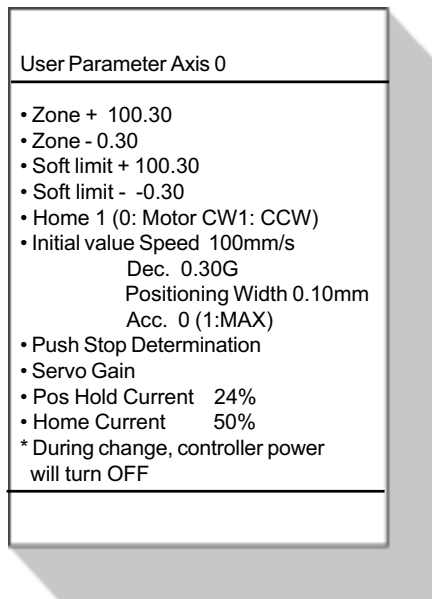 User Parameter Axis 0
• Zone + 100.30
• Zone - 0.30
• Soft limit + 100.30
• Soft limit - -0.30
• Home 1 (0: Motor CW1: CCW)
• Initial value Speed 100mm/s
Dec. 0.30G
Positioning Width 0.10mm
Acc. 0 (1:MAX)
• Push Stop Determination
• Servo Gain
• Pos Hold Current 24%
• Home Current 50%
* During change, controller power
will turn OFF